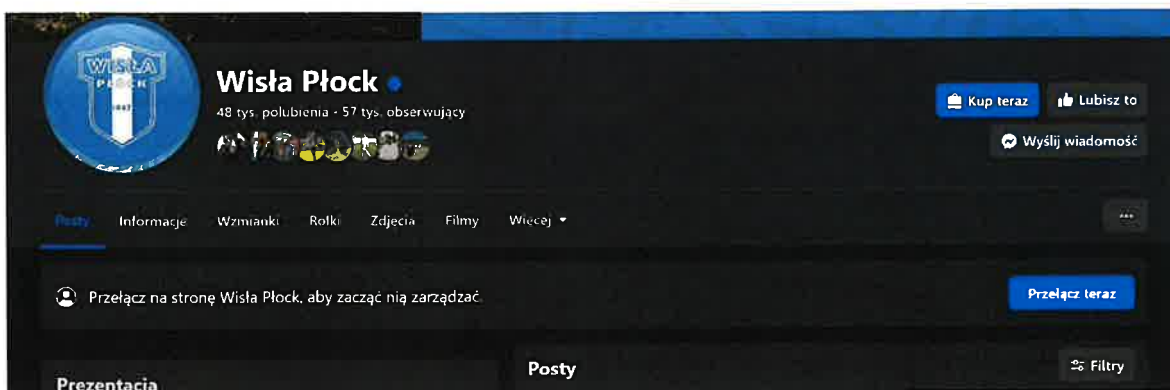 WISŁA
PŁOCK
1947
Wisła Płock
48 tys. polubienia • 57 tys. obserwujący
Kup teraz
Lubisz to
Wyślij wiadomość
Posty Informacje Wzmianki Rolki Zdjęcia Filmy Więcej
Przełącz na stronę Wisła Płock, aby zacząć nią zarządzać.
Przełącz teraz
Prezentacja
Posty
Filtry